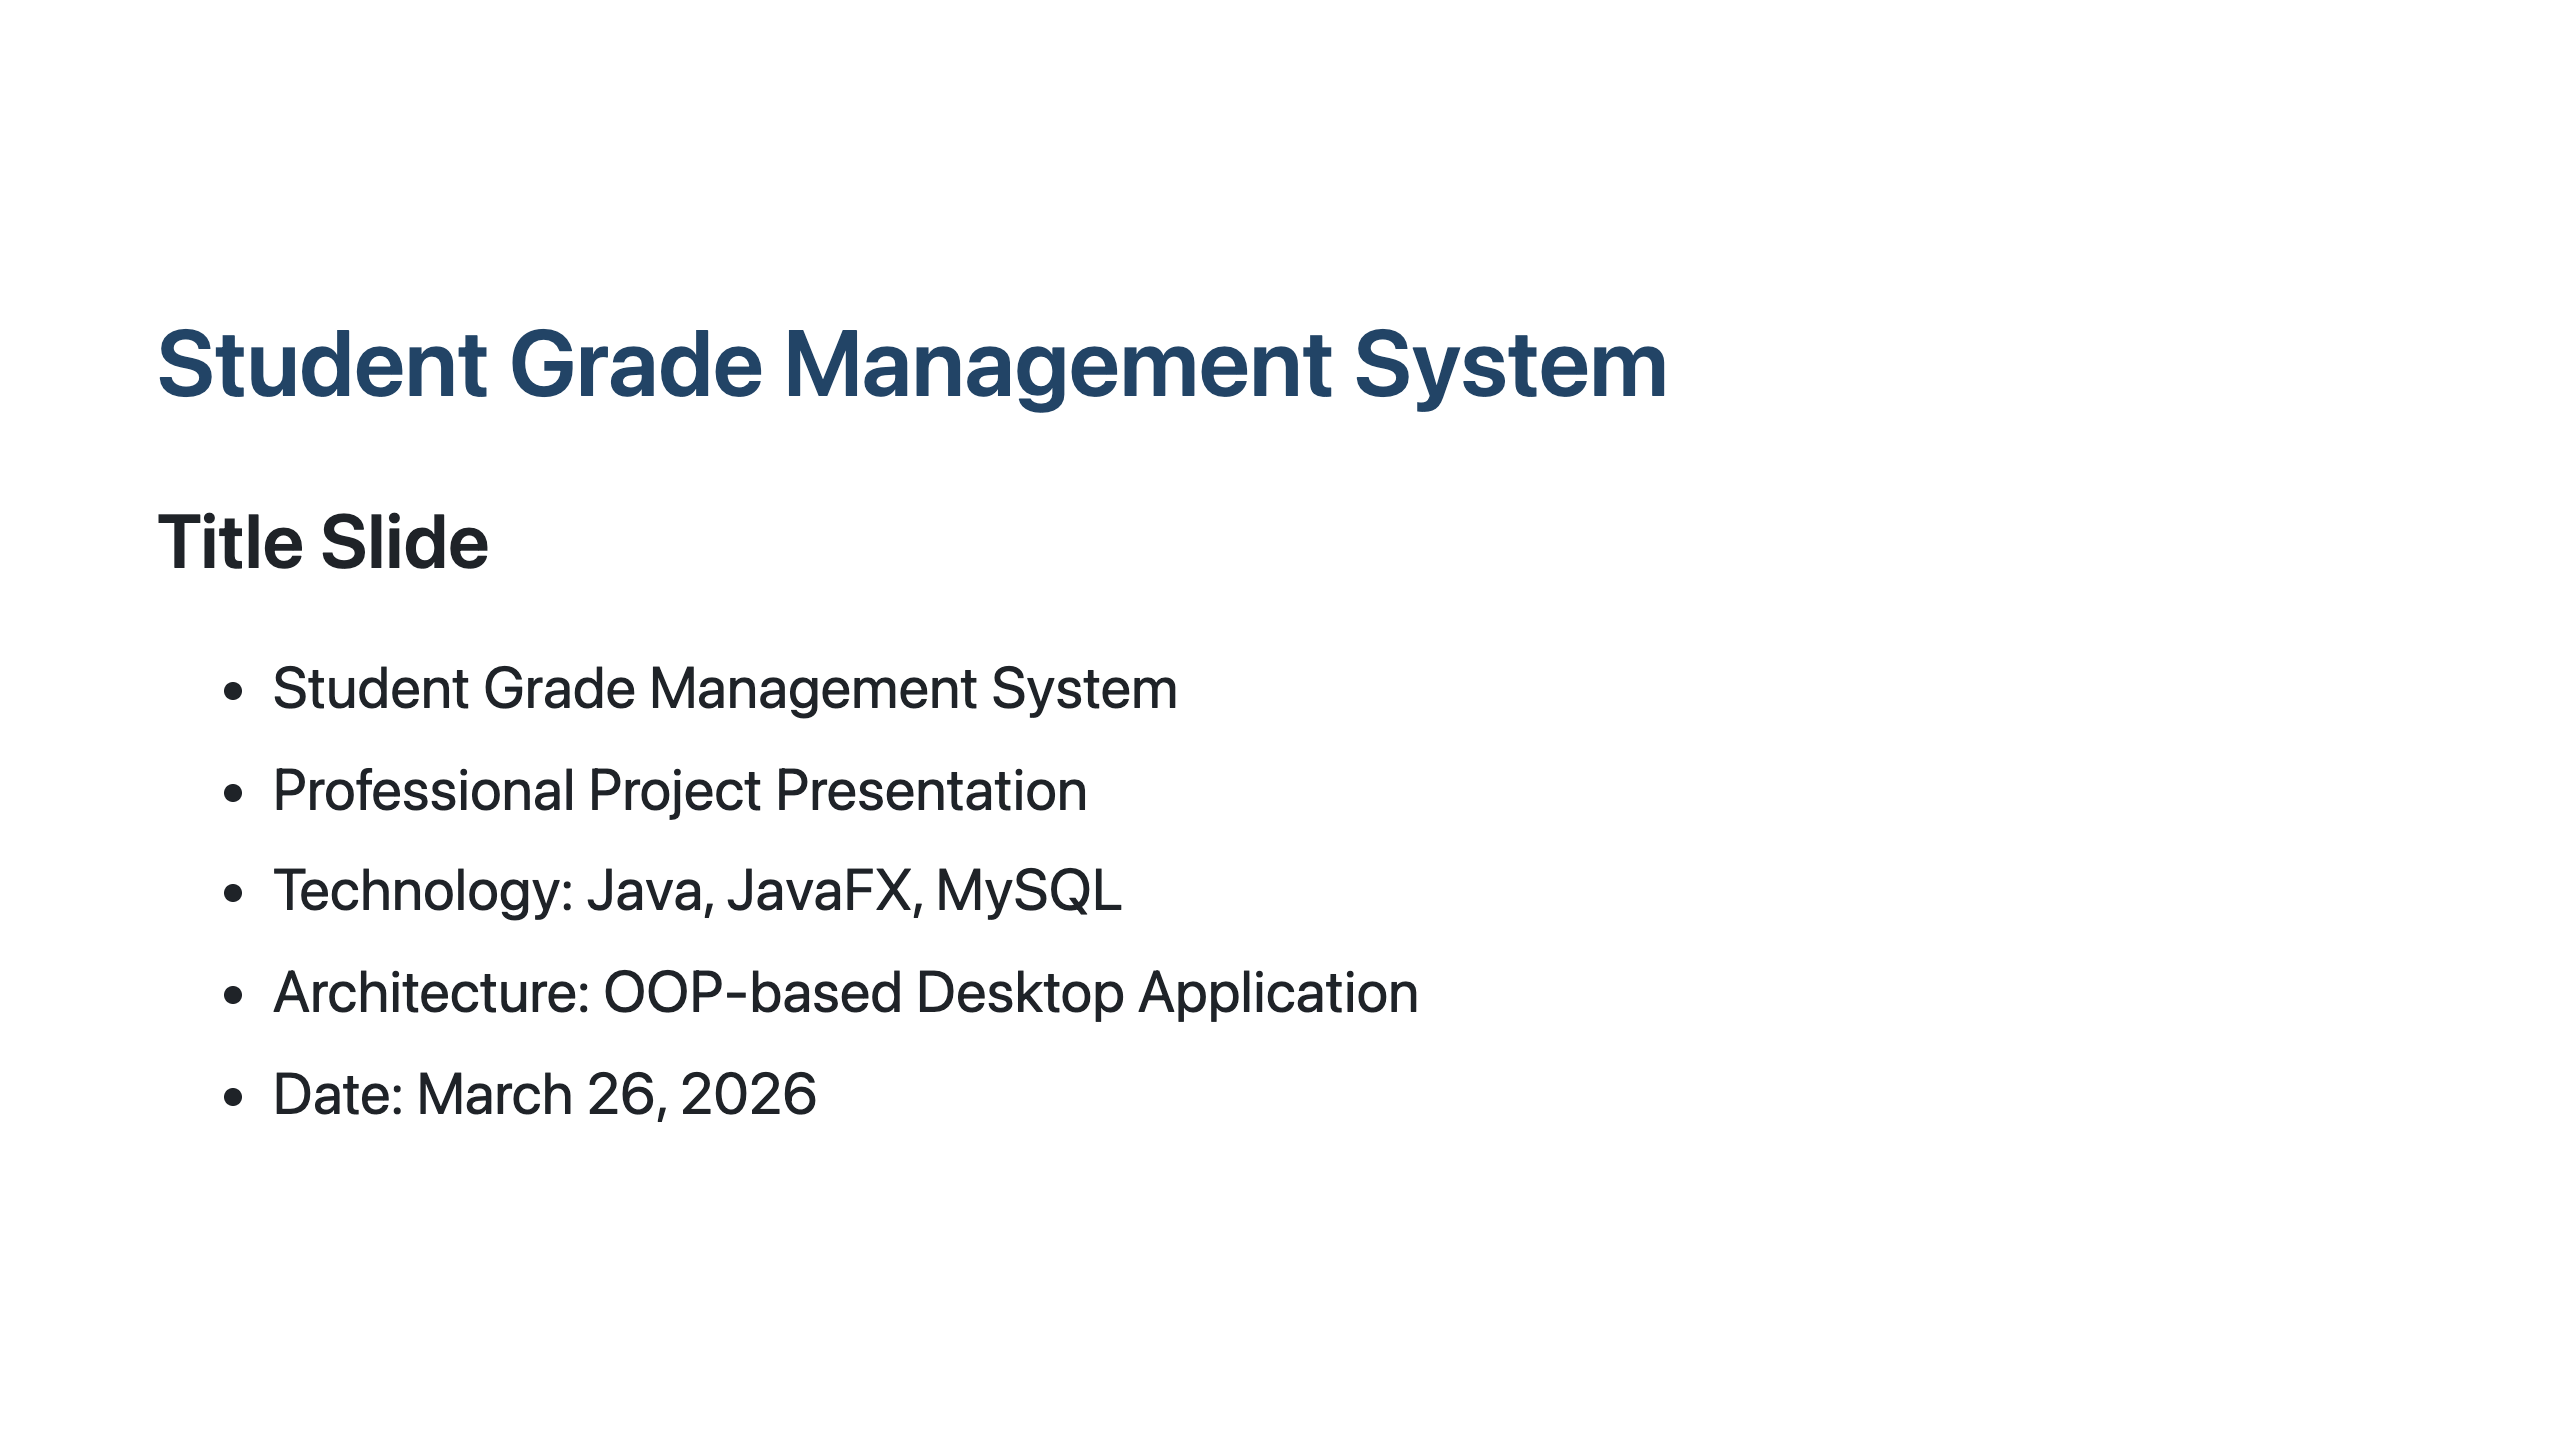 Student Grade Management System
Title Slide
• Student Grade Management System
• Professional Project Presentation
• Technology: Java, JavaFX, MySQL
• Architecture: OOP-based Desktop Application
• Date: March 26, 2026